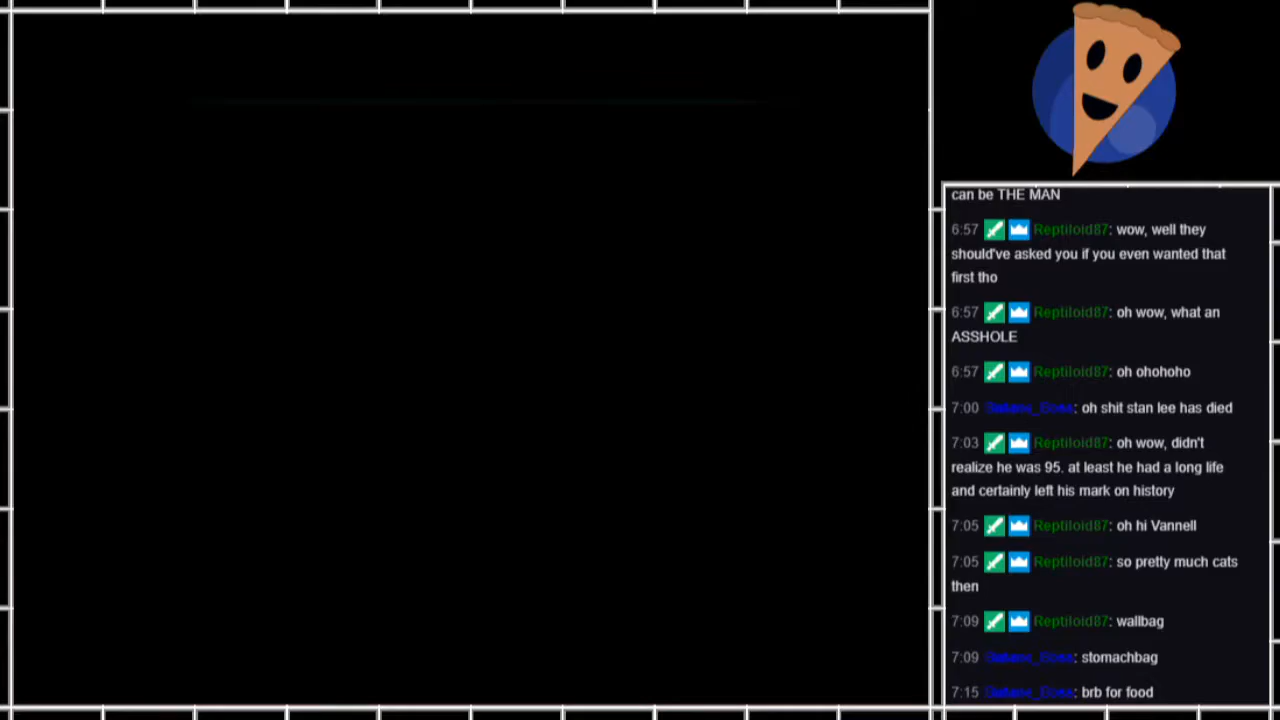 can be THE MAN
6:57 Reptiloid87: wow, well they
should've asked you if you even wanted that
first tho
6:57 Reptiloid87: oh wow, what an
ASSHOLE
6:57 Reptiloid87: oh ohohoho
7:00 : oh shit stan lee has died
7:03 Reptiloid87: oh wow, didn't
realize he was 95. at least he had a long life
and certainly left his mark on history
7:05 Reptiloid87: oh hi Vannell
7:05 Reptiloid87: so pretty much cats
then
7:09 Reptiloid87: wallbag
7:09 : stomachbag
7:15 : brb for food